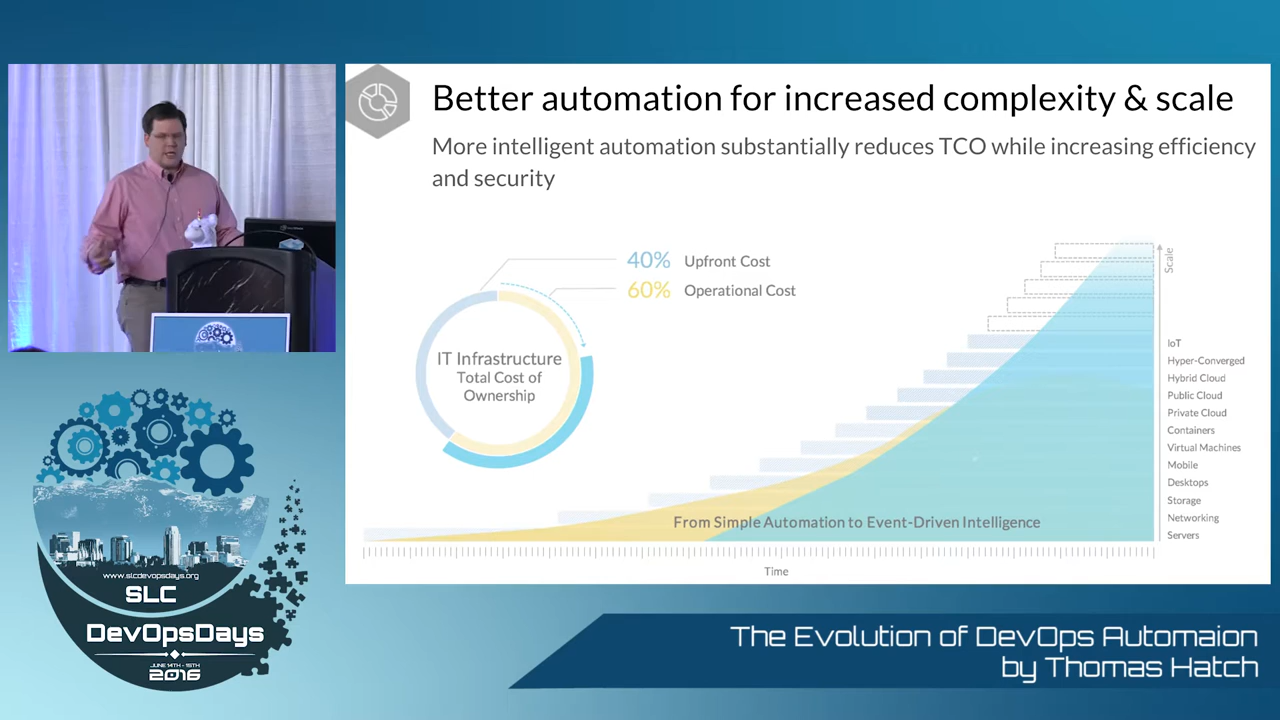 Better automation for increased complexity & scale
More intelligent automation substantially reduces TCO while increasing efficiency
and security
40% Upfront Cost
60% Operational Cost
IT Infrastructure
Total Cost of
Ownership
Scale
IoT
Hyper-Converged
Hybrid Cloud
Public Cloud
Private Cloud
Containers
Virtual Machines
Mobile
Desktops
Storage
Networking
Servers
From Simple Automation to Event-Driven Intelligence
Time
www.slcdevopsdays.org
SLC
DevOpsDays
JUNE 14TH - 15TH
2016
The Evolution of DevOps Automaion
by Thomas Hatch